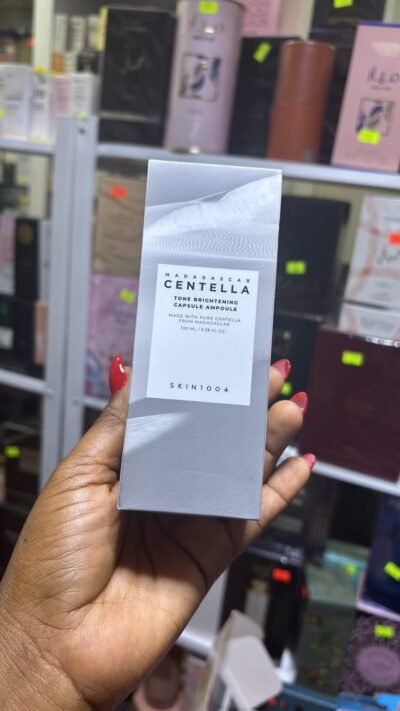 MADAGASCAR
CENTELLA
TONE BRIGHTENING
CAPSULE AMPOULE
MADE WITH PURE CENTELLA
FROM MADAGASCAR
100 ML / 3.38 FL.OZ.
SKIN1004